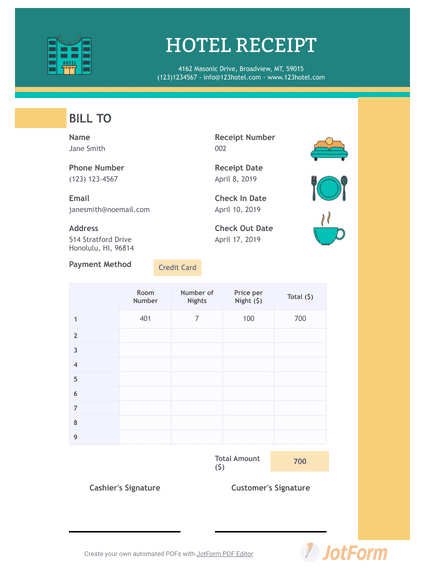 HOTEL
HOTEL RECEIPT
4162 Masonic Drive, Broadview, MT, 59015
(123)1234567 - info@123hotel.com - www.123hotel.com
BILL TO
Name
Jane Smith
Receipt Number
002
Phone Number
(123) 123-4567
Receipt Date
April 8, 2019
Email
janesmith@noemail.com
Check In Date
April 10, 2019
Address
514 Stratford Drive
Honolulu, HI, 96814
Check Out Date
April 17, 2019
Payment Method
Credit Card
Room Number
Number of Nights
Price per Night ($)
Total ($)
1 401 7 100 700
2
3
4
5
6
7
8
9
Total Amount ($)
700
Cashier's Signature
Customer's Signature
Create your own automated PDFs with JotForm PDF Editor
JotForm